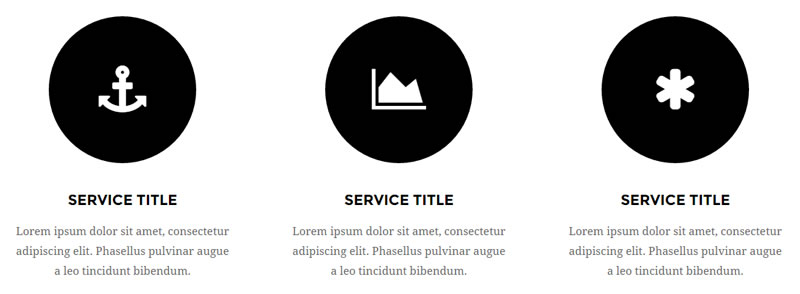 SERVICE TITLE
Lorem ipsum dolor sit amet, consectetur
adipiscing elit. Phasellus pulvinar augue
a leo tincidunt bibendum.
SERVICE TITLE
Lorem ipsum dolor sit amet, consectetur
adipiscing elit. Phasellus pulvinar augue
a leo tincidunt bibendum.
SERVICE TITLE
Lorem ipsum dolor sit amet, consectetur
adipiscing elit. Phasellus pulvinar augue
a leo tincidunt bibendum.